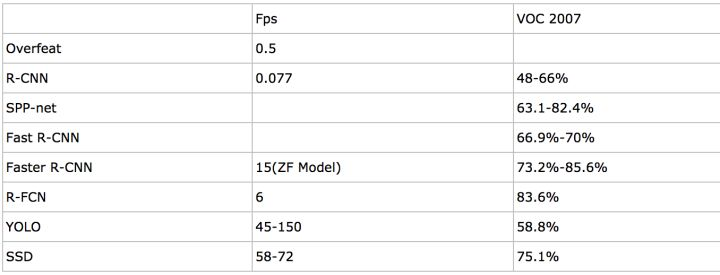 Fps VOC 2007
Overfeat 0.5
R-CNN 0.077 48-66%
SPP-net 63.1-82.4%
Fast R-CNN 66.9%-70%
Faster R-CNN 15(ZF Model) 73.2%-85.6%
R-FCN 6 83.6%
YOLO 45-150 58.8%
SSD 58-72 75.1%